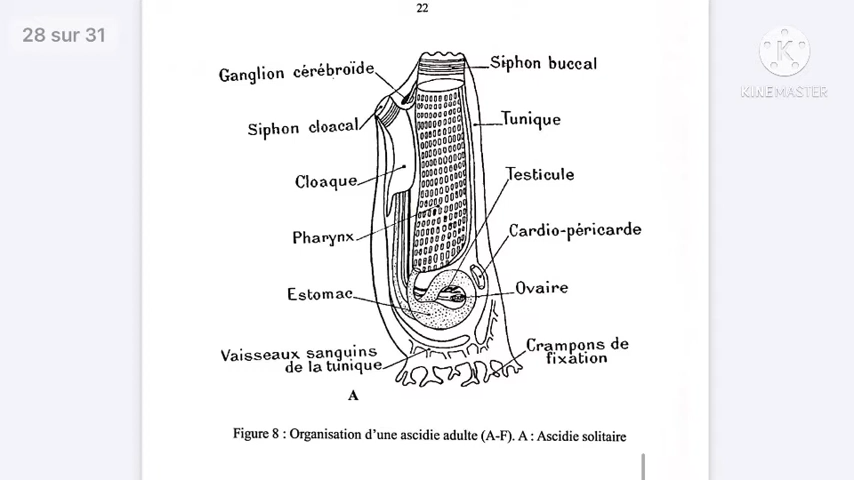 22
28 sur 31
KINEMASTER
Ganglion cérébroïde
Siphon buccal
Siphon cloacal
Tunique
Cloaque
Testicule
Pharynx
Cardio-péricarde
Estomac
Ovaire
Vaisseaux sanguins
de la tunique
Crampons de
fixation
A
Figure 8 : Organisation d'une ascidie adulte (A-F). A : Ascidie solitaire